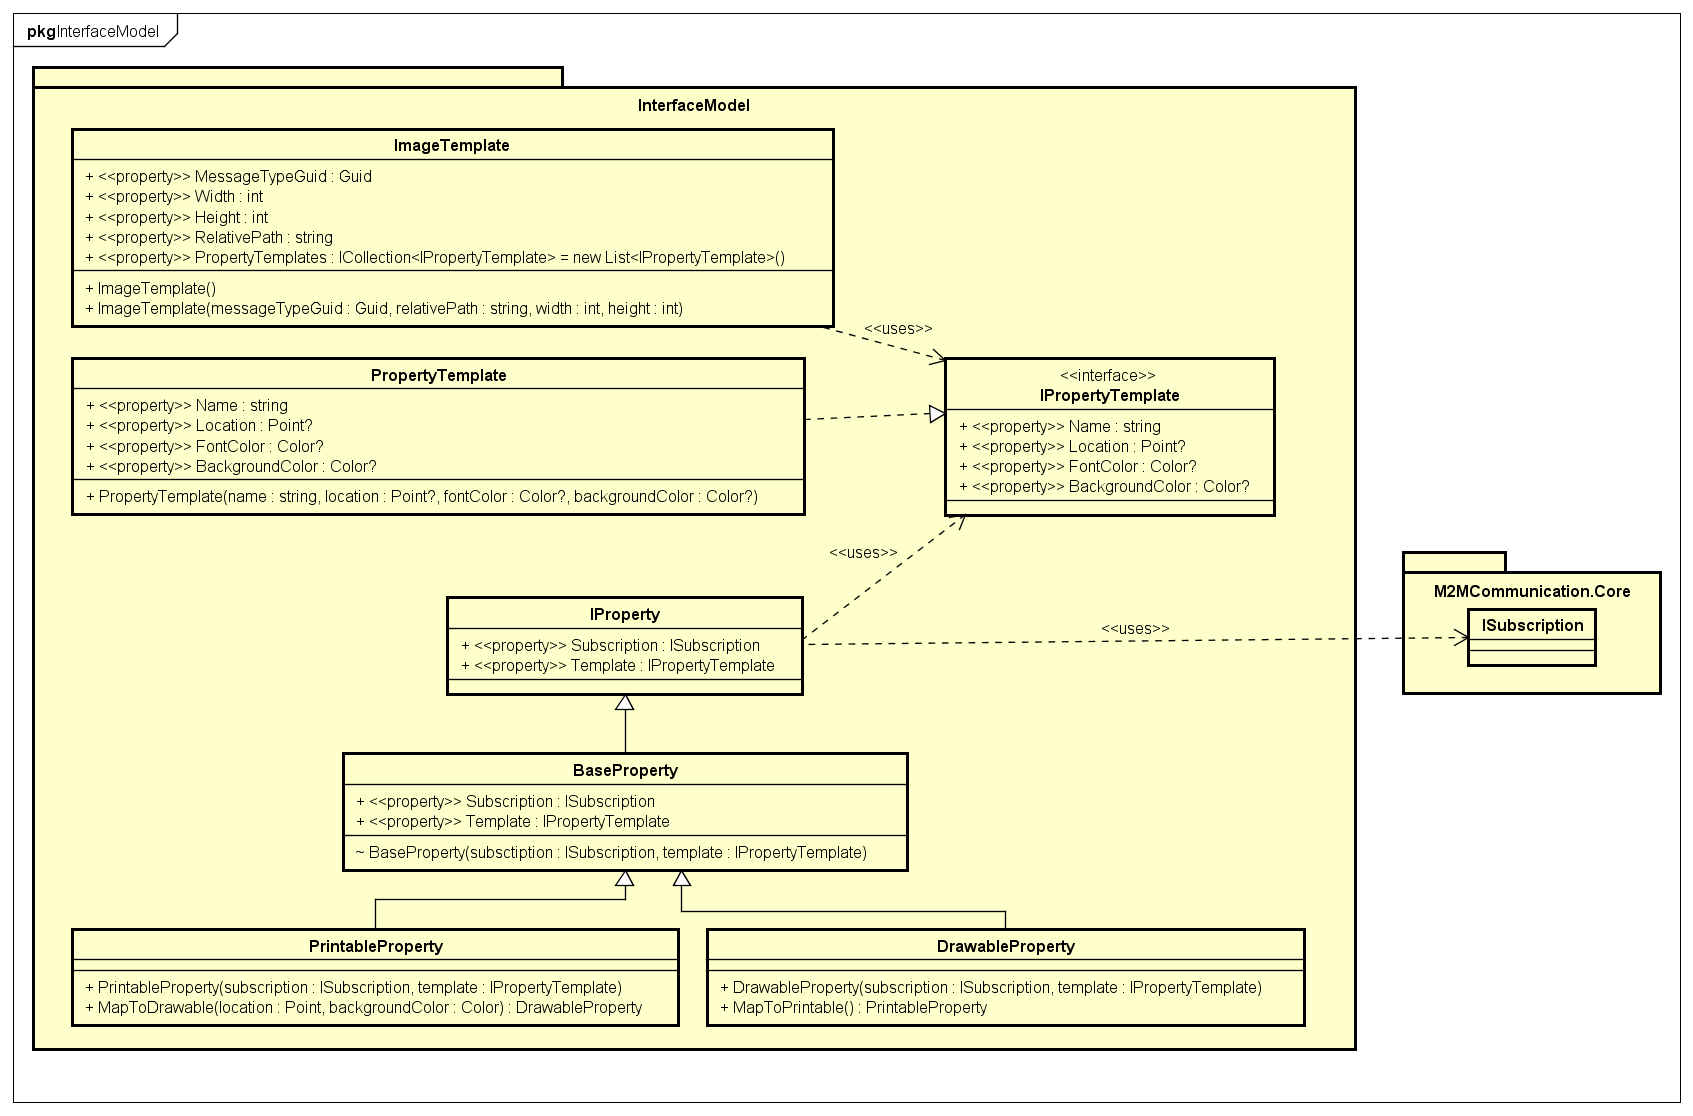 pkgInterfaceModel
InterfaceModel
ImageTemplate
+ <<property>> MessageTypeGuid : Guid
+ <<property>> Width : int
+ <<property>> Height : int
+ <<property>> RelativePath : string
+ <<property>> PropertyTemplates : ICollection<IPropertyTemplate> = new List<IPropertyTemplate>()
+ ImageTemplate()
+ ImageTemplate(messageTypeGuid : Guid, relativePath : string, width : int, height : int)
<<uses>>
PropertyTemplate
+ <<property>> Name : string
+ <<property>> Location : Point?
+ <<property>> FontColor : Color?
+ <<property>> BackgroundColor : Color?
+ PropertyTemplate(name : string, location : Point?, fontColor : Color?, backgroundColor : Color?)
<<interface>>
IPropertyTemplate
+ <<property>> Name : string
+ <<property>> Location : Point?
+ <<property>> FontColor : Color?
+ <<property>> BackgroundColor : Color?
<<uses>>
IProperty
+ <<property>> Subscription : ISubscription
+ <<property>> Template : IPropertyTemplate
<<uses>>
M2MCommunication.Core
ISubscription
BaseProperty
+ <<property>> Subscription : ISubscription
+ <<property>> Template : IPropertyTemplate
~ BaseProperty(subsctiption : ISubscription, template : IPropertyTemplate)
PrintableProperty
+ PrintableProperty(subscription : ISubscription, template : IPropertyTemplate)
+ MapToDrawable(location : Point, backgroundColor : Color) : DrawableProperty
DrawableProperty
+ DrawableProperty(subscription : ISubscription, template : IPropertyTemplate)
+ MapToPrintable() : PrintableProperty